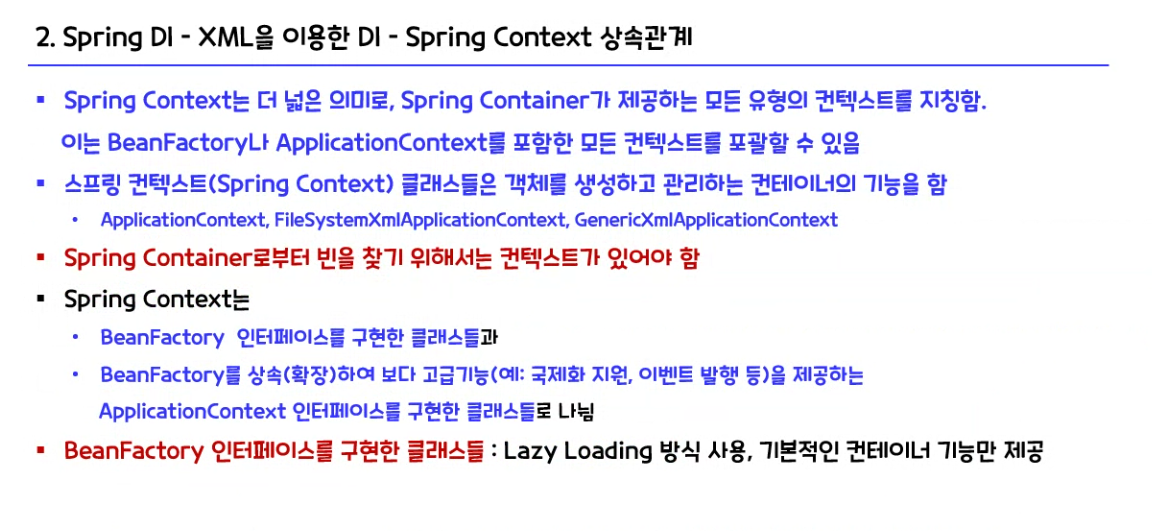 2. Spring DI - XML을 이용한 DI - Spring Context 상속관계
▪ Spring Context는 더 넓은 의미로, Spring Container가 제공하는 모든 유형의 컨텍스트를 지칭함.
이는 BeanFactory나 ApplicationContext를 포함한 모든 컨텍스트를 포괄할 수 있음
▪ 스프링 컨텍스트(Spring Context) 클래스들은 객체를 생성하고 관리하는 컨테이너의 기능을 함
• ApplicationContext, FileSystemXmlApplicationContext, GenericXmlApplicationContext
▪ Spring Container로부터 빈을 찾기 위해서는 컨텍스트가 있어야 함
▪ Spring Context는
• BeanFactory 인터페이스를 구현한 클래스들과
• BeanFactory를 상속(확장)하여 보다 고급기능(예: 국제화 지원, 이벤트 발행 등)을 제공하는
ApplicationContext 인터페이스를 구현한 클래스들로 나뉨
▪ BeanFactory 인터페이스를 구현한 클래스들 : Lazy Loading 방식 사용, 기본적인 컨테이너 기능만 제공